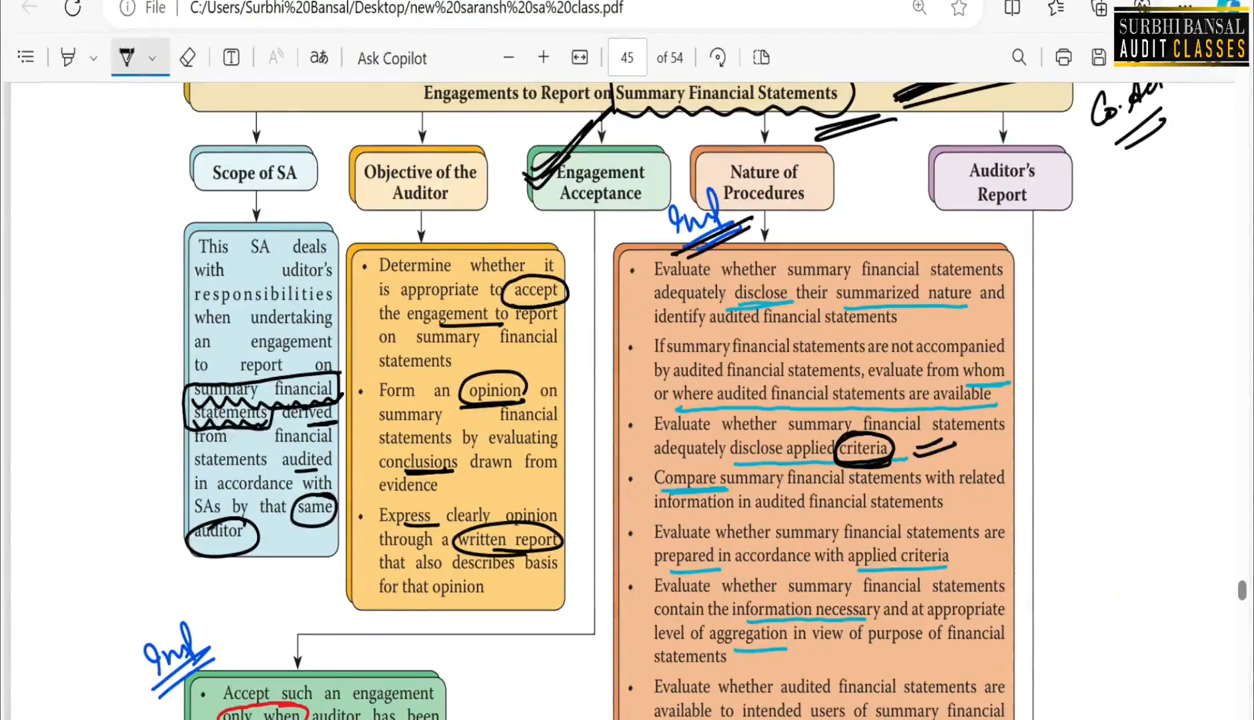 File
C:/Users/Surbhi%20Bansal/Desktop/new%20saransh%20sa%20class.pdf
SURBHI BANSAL
AUDIT CLASSES
Ask Copilot
45 of 54
Engagements to Report on Summary Financial Statements
Co. Act
Scope of SA
Objective of the
Auditor
Engagement
Acceptance
Nature of
Procedures
Auditor's
Report
This SA deals
with uditor's
responsibilities
when undertaking
an engagement
to report on
summary financial
statements derived
from financial
statements audited
in accordance with
SAs by that same
auditor
• Determine whether it
is appropriate to accept
the engagement to report
on summary financial
statements
• Form an opinion on
summary financial
statements by evaluating
conclusions drawn from
evidence
• Express clearly opinion
through a written report
that also describes basis
for that opinion
• Evaluate whether summary financial statements
adequately disclose their summarized nature and
identify audited financial statements
• If summary financial statements are not accompanied
by audited financial statements, evaluate from whom
or where audited financial statements are available
• Evaluate whether summary financial statements
adequately disclose applied criteria
• Compare summary financial statements with related
information in audited financial statements
• Evaluate whether summary financial statements are
prepared in accordance with applied criteria
• Evaluate whether summary financial statements
contain the information necessary and at appropriate
level of aggregation in view of purpose of financial
statements
• Evaluate whether audited financial statements are
available to intended users of summary financial
• Accept such an engagement
only when auditor has been